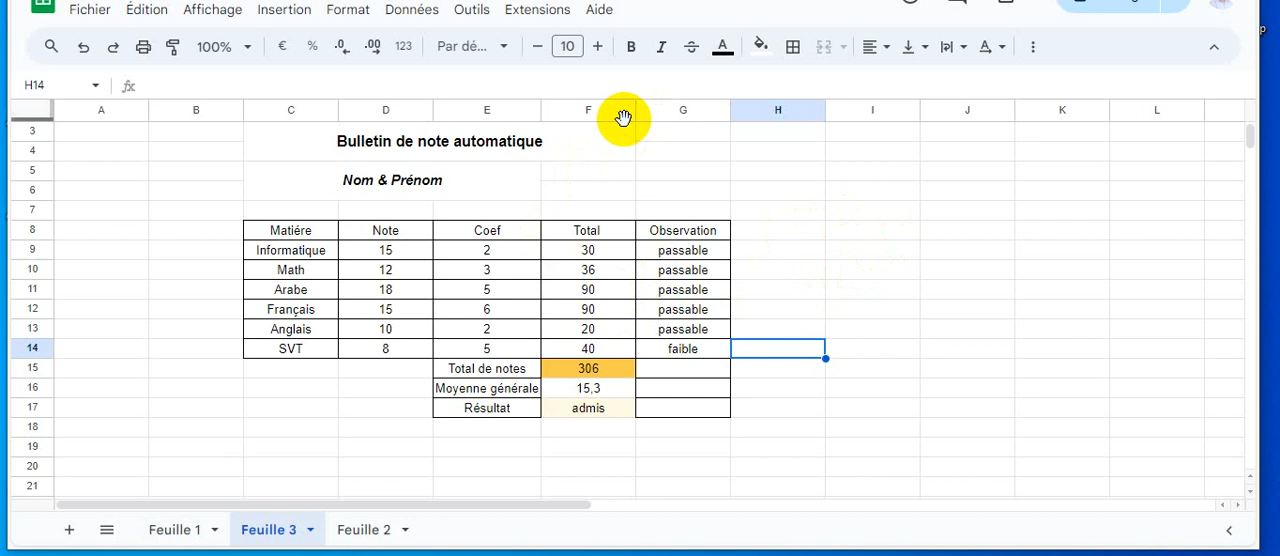 Fichier Édition Affichage Insertion Format Données Outils Extensions Aide
100% € % .0 .00 123 Par dé... − 10 + B I S A
H14 fx
A B C D E F G H I J K L
3
4 Bulletin de note automatique
5
6 Nom & Prénom
7
8 Matiére Note Coef Total Observation
9 Informatique 15 2 30 passable
10 Math 12 3 36 passable
11 Arabe 18 5 90 passable
12 Français 15 6 90 passable
13 Anglais 10 2 20 passable
14 SVT 8 5 40 faible
15 Total de notes 306
16 Moyenne générale 15,3
17 Résultat admis
18
19
20
21
Feuille 1 Feuille 3 Feuille 2